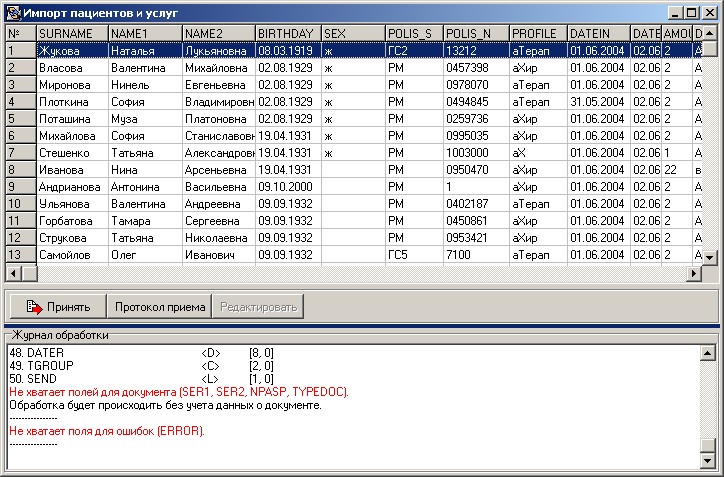 Импорт пациентов и услуг
№ SURNAME NAME1 NAME2 BIRTHDAY SEX POLIS_S POLIS_N PROFILE DATEIN DATE AMOU D
1 Жукова Наталья Лукьяновна 08.03.1919 ж ГС2 13212 аТерап 01.06.2004 02.06 2 А
2 Власова Валентина Михайловна 02.08.1929 ж РМ 0457398 аХир 01.06.2004 02.06 2 А
3 Миронова Нинель Евгеньевна 02.08.1929 ж РМ 0978070 аТерап 01.06.2004 02.06 2 А
4 Плоткина София Владимировн 02.08.1929 ж РМ 0494845 аТерап 31.05.2004 02.06 2 А
5 Поташина Муза Платоновна 02.08.1929 ж РМ 0259736 аХир 01.06.2004 02.06 2 А
6 Михайлова София Станиславовн 19.04.1931 ж РМ 0995035 аХир 01.06.2004 02.06 2 А
7 Стешенко Татьяна Александровн 19.04.1931 ж РМ 1003000 аХ 01.06.2004 02.06 1 А
8 Иванова Нина Арсеньевна 19.04.1931 РМ 0950470 аХир 01.06.2004 02.06 22 в
9 Андрианова Антонина Васильевна 09.10.2000 РМ 1 аХир 01.06.2004 02.06 2 А
10 Ульянова Валентина Андреевна 09.09.1932 РМ 0402187 аТерап 01.06.2004 02.06 2 А
11 Горбатова Тамара Сергеевна 09.09.1932 РМ 0450861 аХир 01.06.2004 02.06 2 А
12 Струкова Татьяна Николаевна 09.09.1932 РМ 0953421 аХир 01.06.2004 02.06 2 А
13 Самойлов Олег Иванович 09.09.1932 ГС5 7100 аТерап 01.06.2004 02.06 2 А
Принять Протокол приема Редактировать
Журнал обработки
48. DATER <D> [8, 0]
49. TGROUP <C> [2, 0]
50. SEND <L> [1, 0]
Не хватает полей для документа (SER1, SER2, NPASP, TYPEDOC).
Обработка будет происходить без учета данных о документе.
----------------
Не хватает поля для ошибок (ERROR).
----------------